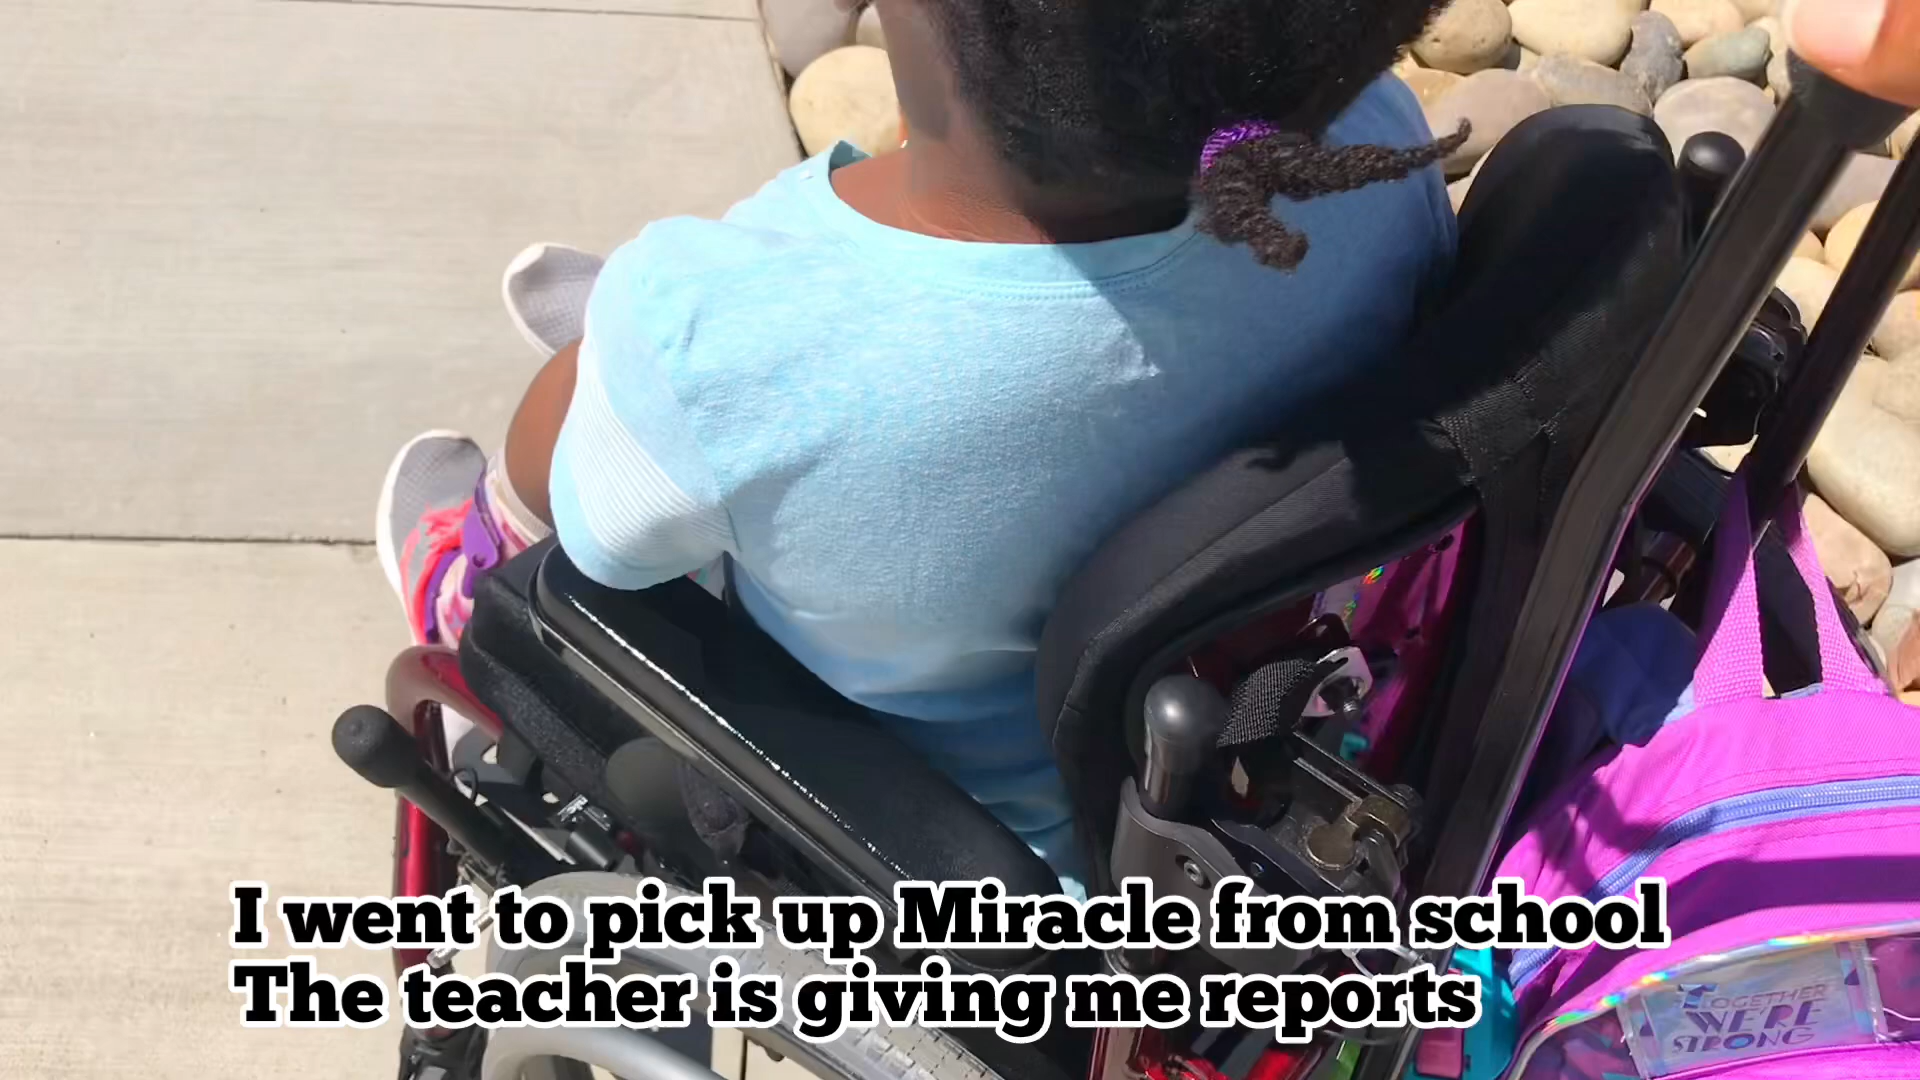 I went to pick up Miracle from school
The teacher is giving me reports
TOGETHER
WE'RE
STRONG